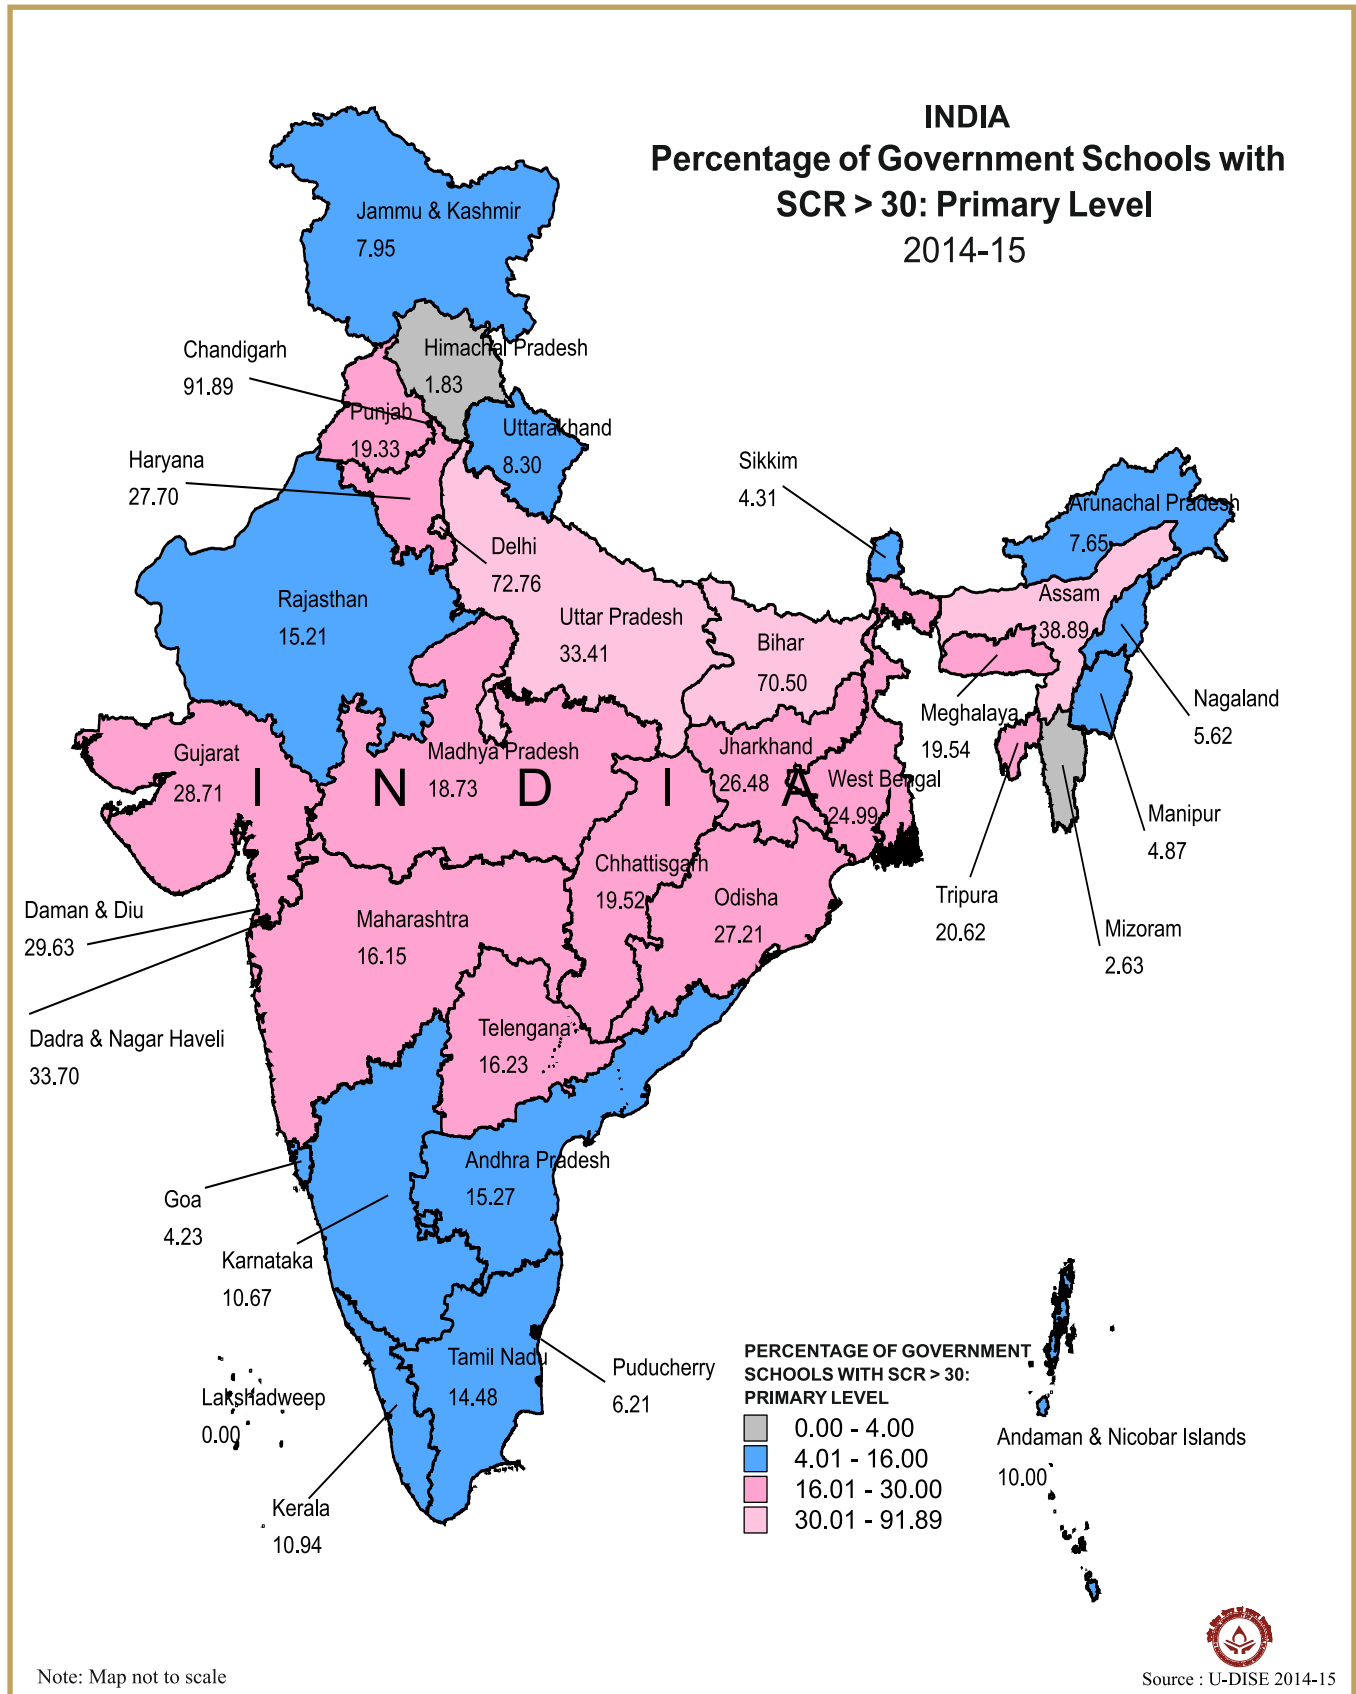 INDIA
Percentage of Government Schools with
SCR > 30: Primary Level
2014-15
Jammu & Kashmir
7.95
Chandigarh
91.89
Himachal Pradesh
1.83
Punjab
19.33
Uttarakhand
8.30
Haryana
27.70
Sikkim
4.31
Arunachal Pradesh
7.65
Delhi
72.76
Rajasthan
15.21
Uttar Pradesh
33.41
Bihar
70.50
Assam
38.89
Nagaland
5.62
Meghalaya
19.54
Gujarat
28.71
Madhya Pradesh
18.73
Jharkhand
26.48
West Bengal
24.99
I N D I A
Manipur
4.87
Chhattisgarh
19.52
Odisha
27.21
Tripura
20.62
Mizoram
2.63
Daman & Diu
29.63
Maharashtra
16.15
Dadra & Nagar Haveli
33.70
Telengana
16.23
Andhra Pradesh
15.27
Goa
4.23
Karnataka
10.67
Tamil Nadu
14.48
Puducherry
6.21
Lakshadweep
0.00
Kerala
10.94
Andaman & Nicobar Islands
10.00
PERCENTAGE OF GOVERNMENT
SCHOOLS WITH SCR > 30:
PRIMARY LEVEL
0.00 - 4.00
4.01 - 16.00
16.01 - 30.00
30.01 - 91.89
Note: Map not to scale
Source : U-DISE 2014-15